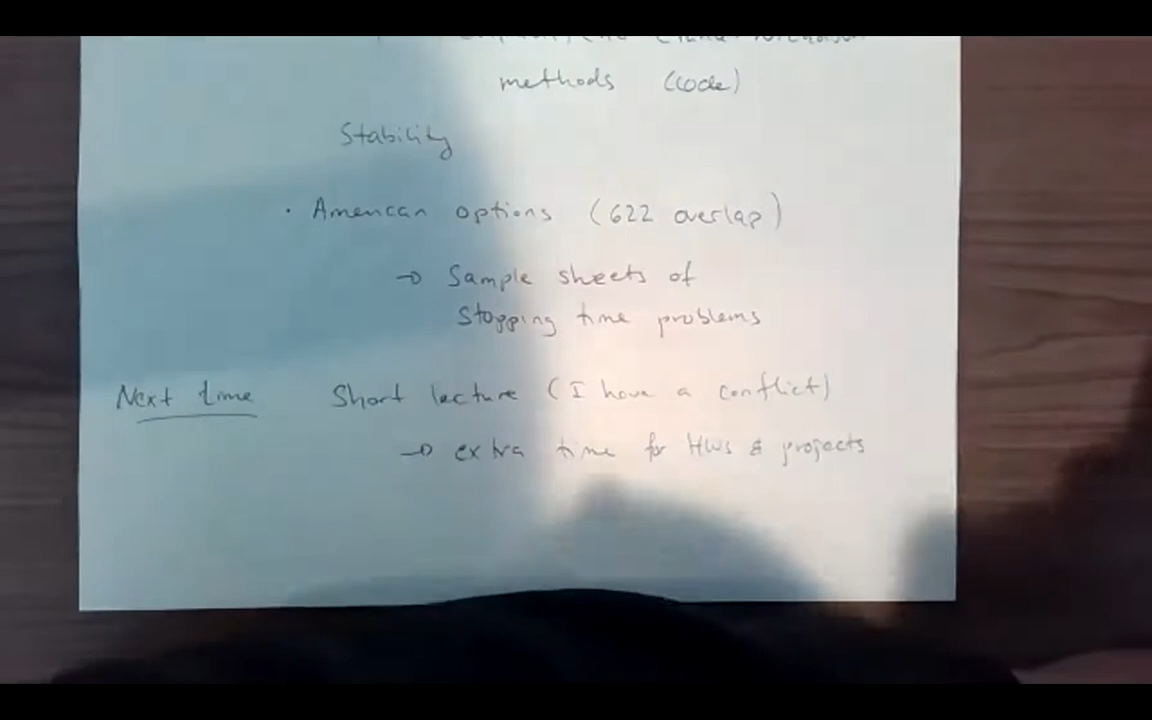 methods (code)
Stability
· American options (622 overlap)
→ Sample sheets of
stopping time problems
Next time Short lecture (I have a conflict)
→ extra time for HWs & projects